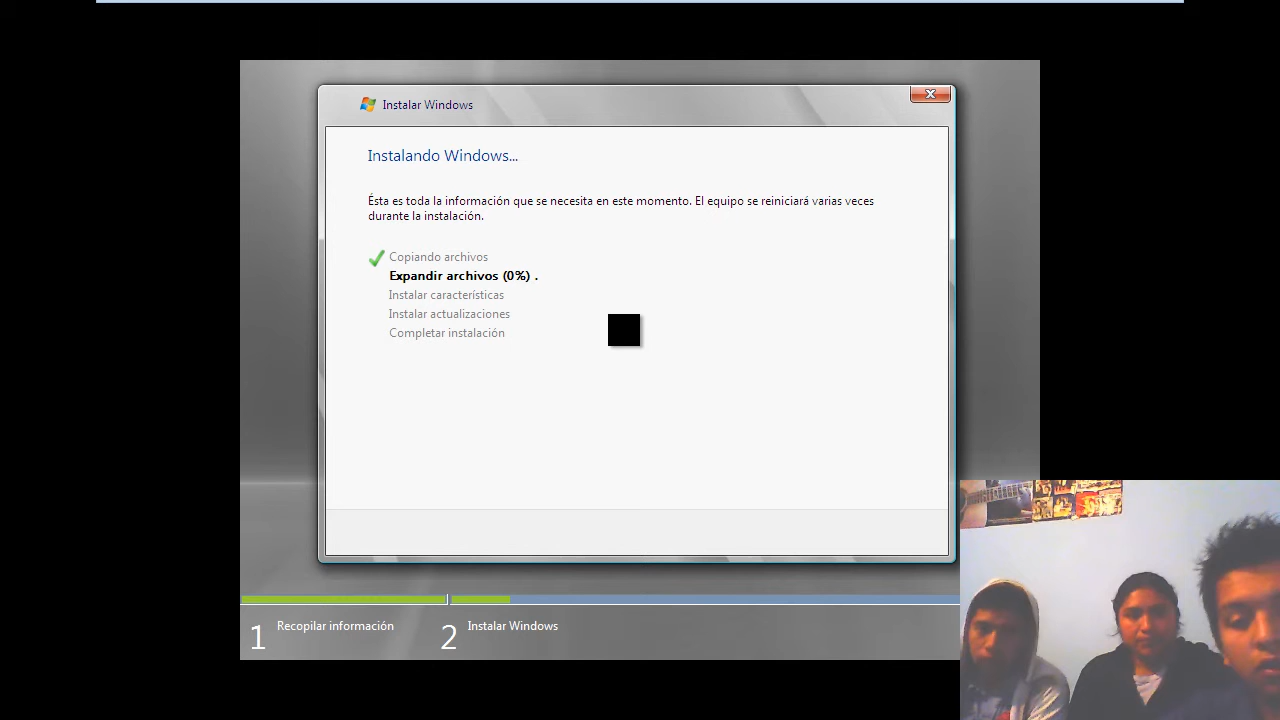 Instalar Windows
Instalando Windows...
Ésta es toda la información que se necesita en este momento. El equipo se reiniciará varias veces
durante la instalación.
Copiando archivos
Expandir archivos (0%) .
Instalar características
Instalar actualizaciones
Completar instalación
1 Recopilar información
2 Instalar Windows